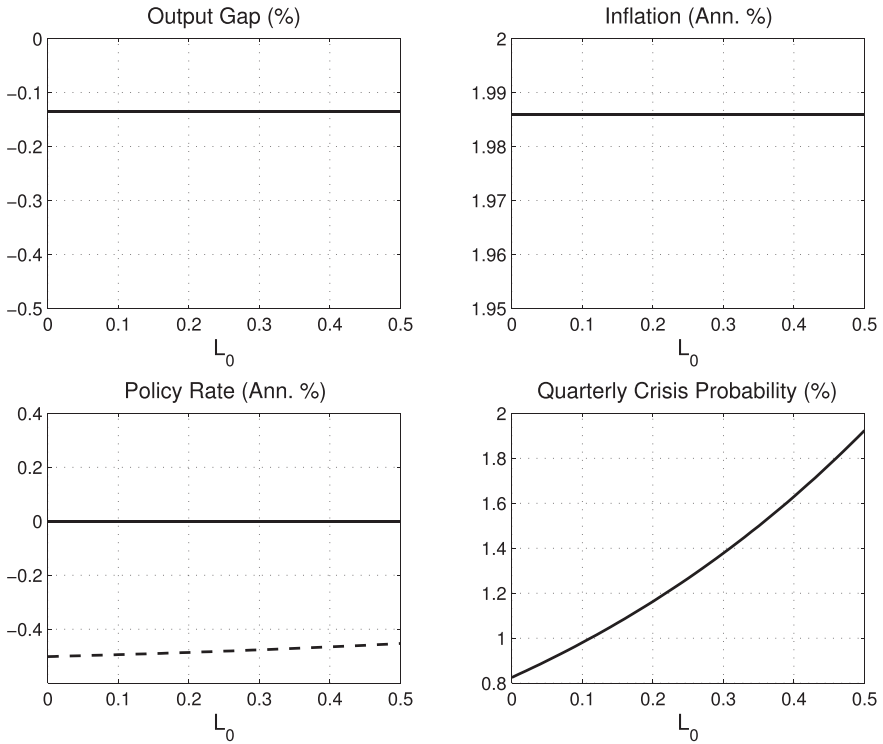 Output Gap (%)
0
−0.1
−0.2
−0.3
−0.4
−0.5
0 0.1 0.2 0.3 0.4 0.5
L0
Inflation (Ann. %)
2
1.99
1.98
1.97
1.96
1.95
0 0.1 0.2 0.3 0.4 0.5
L0
Policy Rate (Ann. %)
0.4
0.2
0
−0.2
−0.4
0 0.1 0.2 0.3 0.4 0.5
L0
Quarterly Crisis Probability (%)
2
1.8
1.6
1.4
1.2
1
0.8
0 0.1 0.2 0.3 0.4 0.5
L0